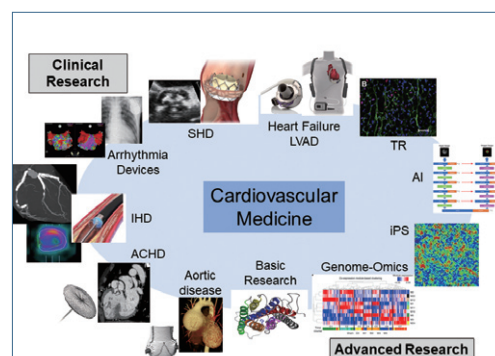 Clinical
Research
SHD
Heart Failure
LVAD
B
TR
Arrhythmia
Devices
AI
Cardiovascular
Medicine
IHD
iPS
ACHD
Genome-Omics
Basic
Research
Aortic
disease
Advanced Research